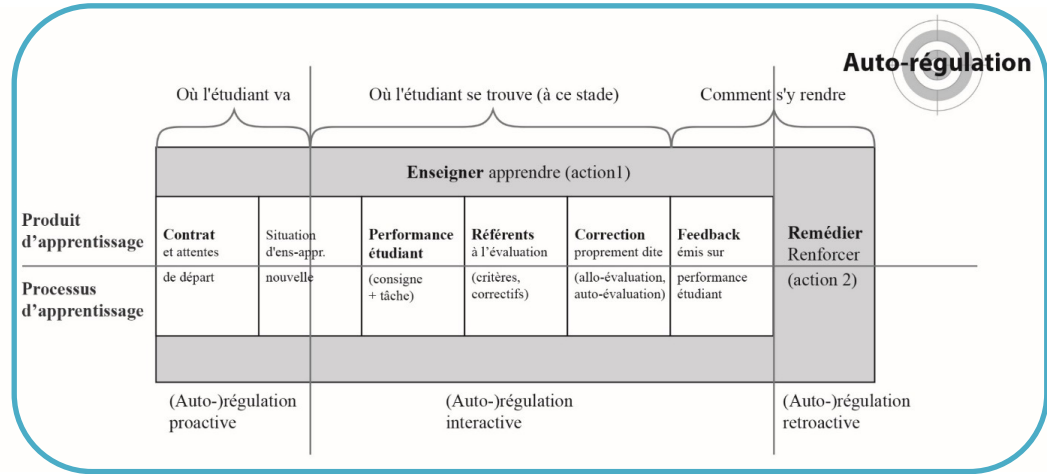 Auto-régulation
Où l'étudiant va
Où l'étudiant se trouve (à ce stade)
Comment s'y rendre
Enseigner apprendre (action1)
Produit
d'apprentissage
Processus
d'apprentissage
Contrat
et attentes
de départ
Situation
d'ens-appr.
nouvelle
Performance
étudiant
(consigne
+ tâche)
Référents
à l'évaluation
(critères,
correctifs)
Correction
proprement dite
(allo-évaluation,
auto-évaluation)
Feedback
émis sur
performance
étudiant
Remédier
Renforcer
(action 2)
(Auto-)régulation
proactive
(Auto-)régulation
interactive
(Auto-)régulation
retroactive